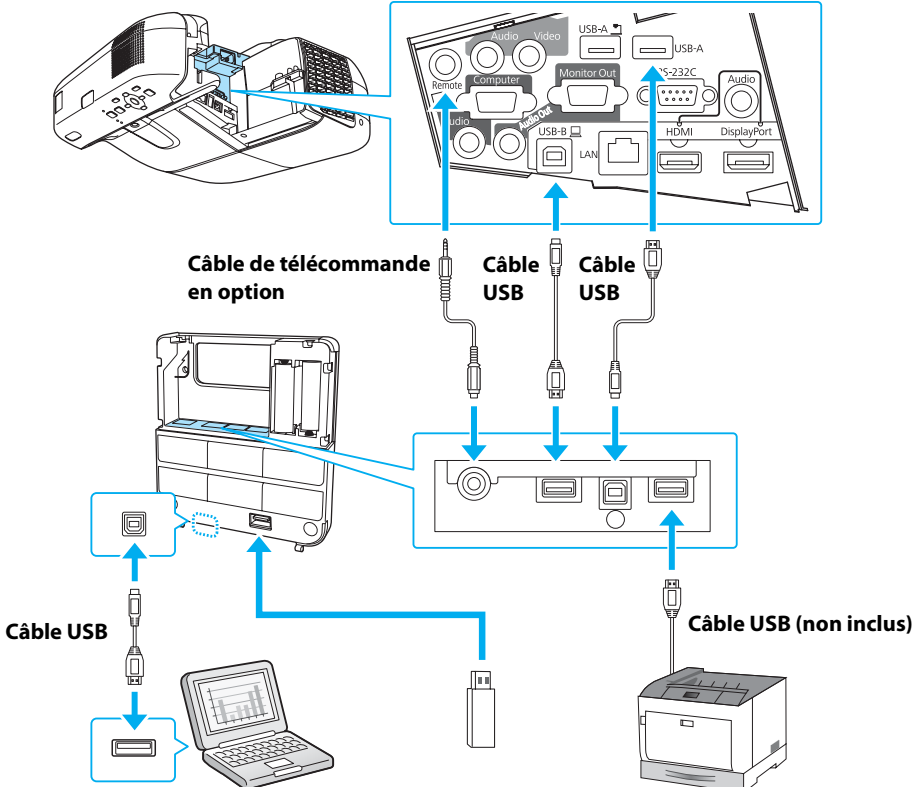 USB-A
Audio Video
USB-A
Remote
Computer
Monitor Out
RS-232C
Audio
Audio
Audio Out
USB-B
LAN
HDMI
DisplayPort
Câble de télécommande
en option
Câble
USB
Câble
USB
Câble USB
Câble USB (non inclus)